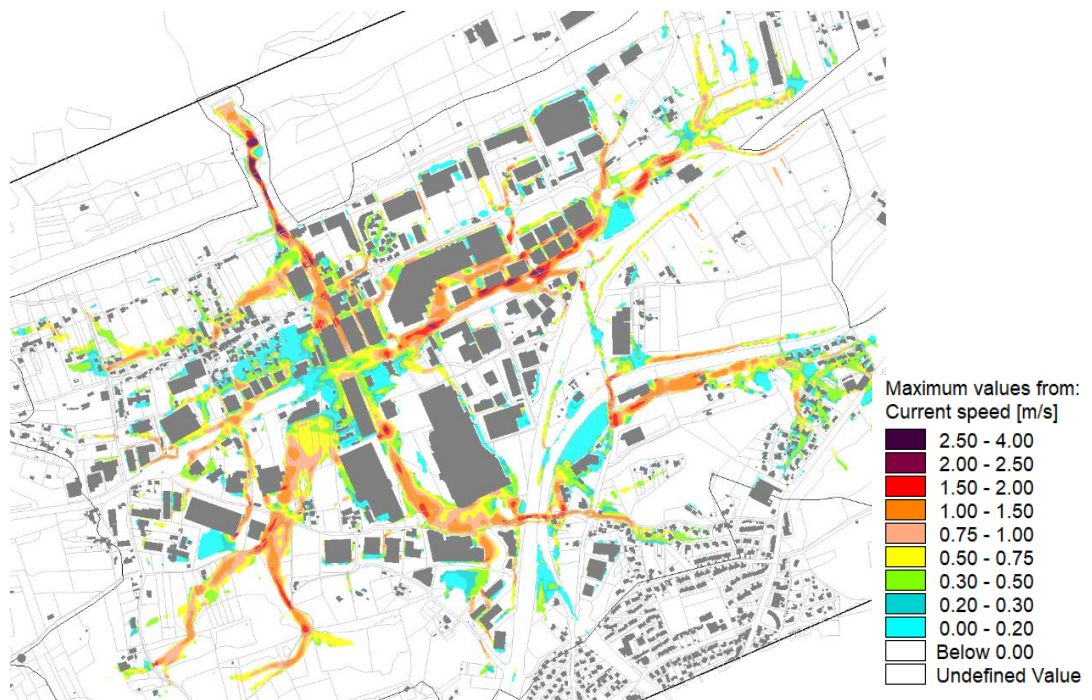 Maximum values from:
Current speed [m/s]
2.50 - 4.00
2.00 - 2.50
1.50 - 2.00
1.00 - 1.50
0.75 - 1.00
0.50 - 0.75
0.30 - 0.50
0.20 - 0.30
0.00 - 0.20
Below 0.00
Undefined Value